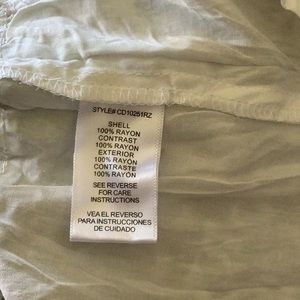 STYLE# CD10251RZ
SHELL
100% RAYON
CONTRAST
100% RAYON
EXTERIOR
100% RAYON
CONTRASTE
100% RAYON
SEE REVERSE
FOR CARE
INSTRUCTIONS
VEA EL REVERSO
PARA INSTRUCCIONES
DE CUIDADO